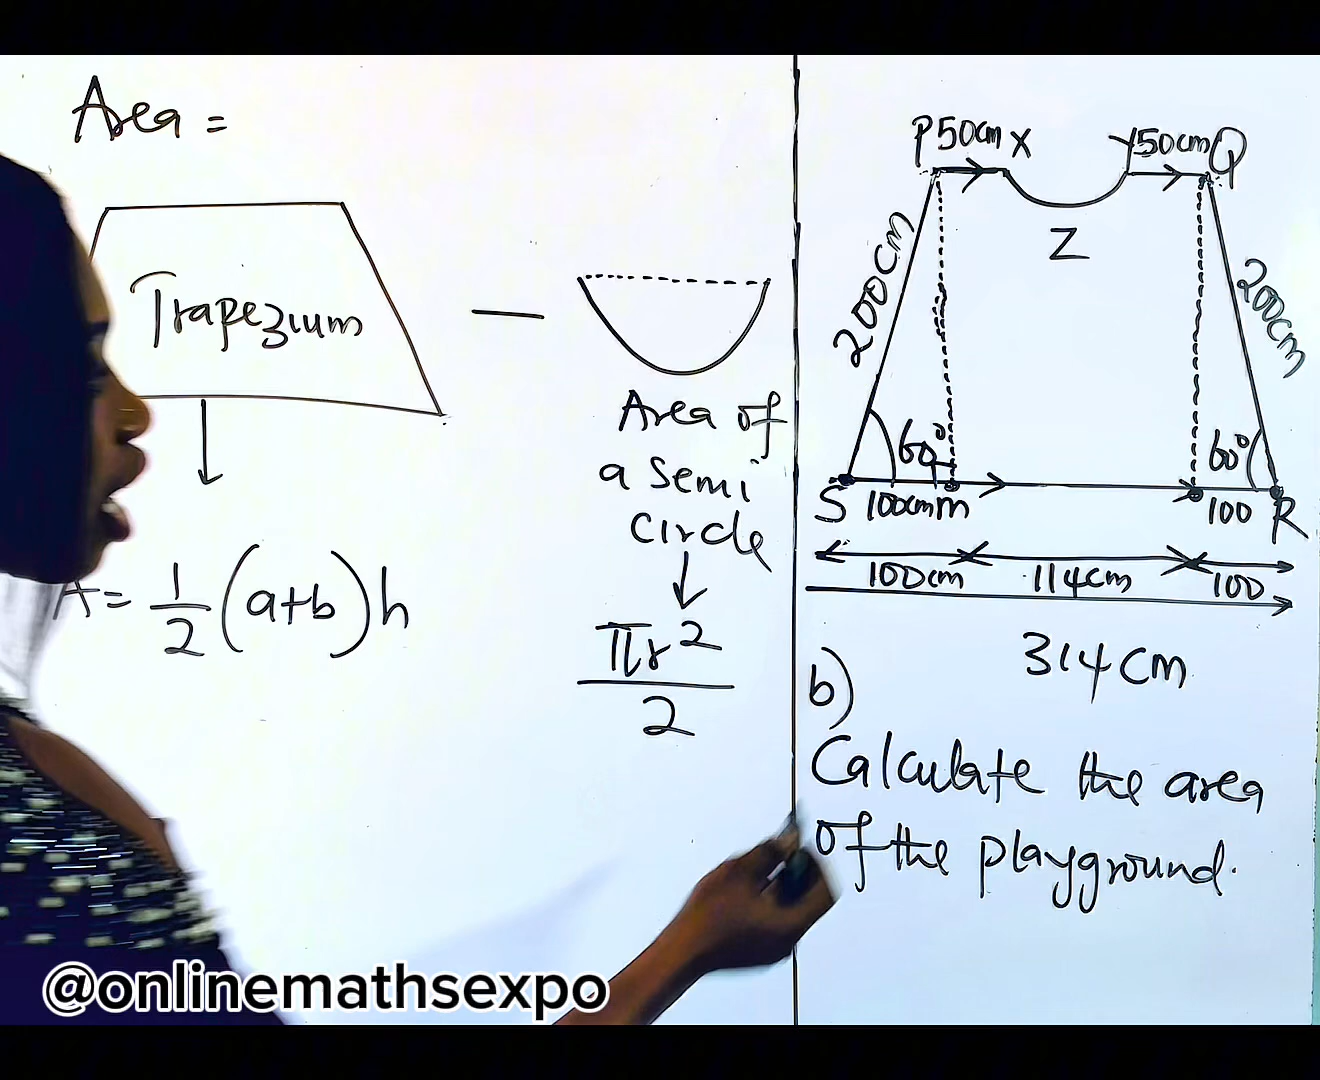 Area =
Trapezium
Area of
a semi
circle
A = 1/2 (a+b) h
πr²
2
P 50cm X
Y 50cm Q
Z
200cm
200cm
60°
60°
S 100cm m
100 R
100cm
114cm
100
314cm
b)
Calculate the area
of the playground.
@onlinemathsexpo